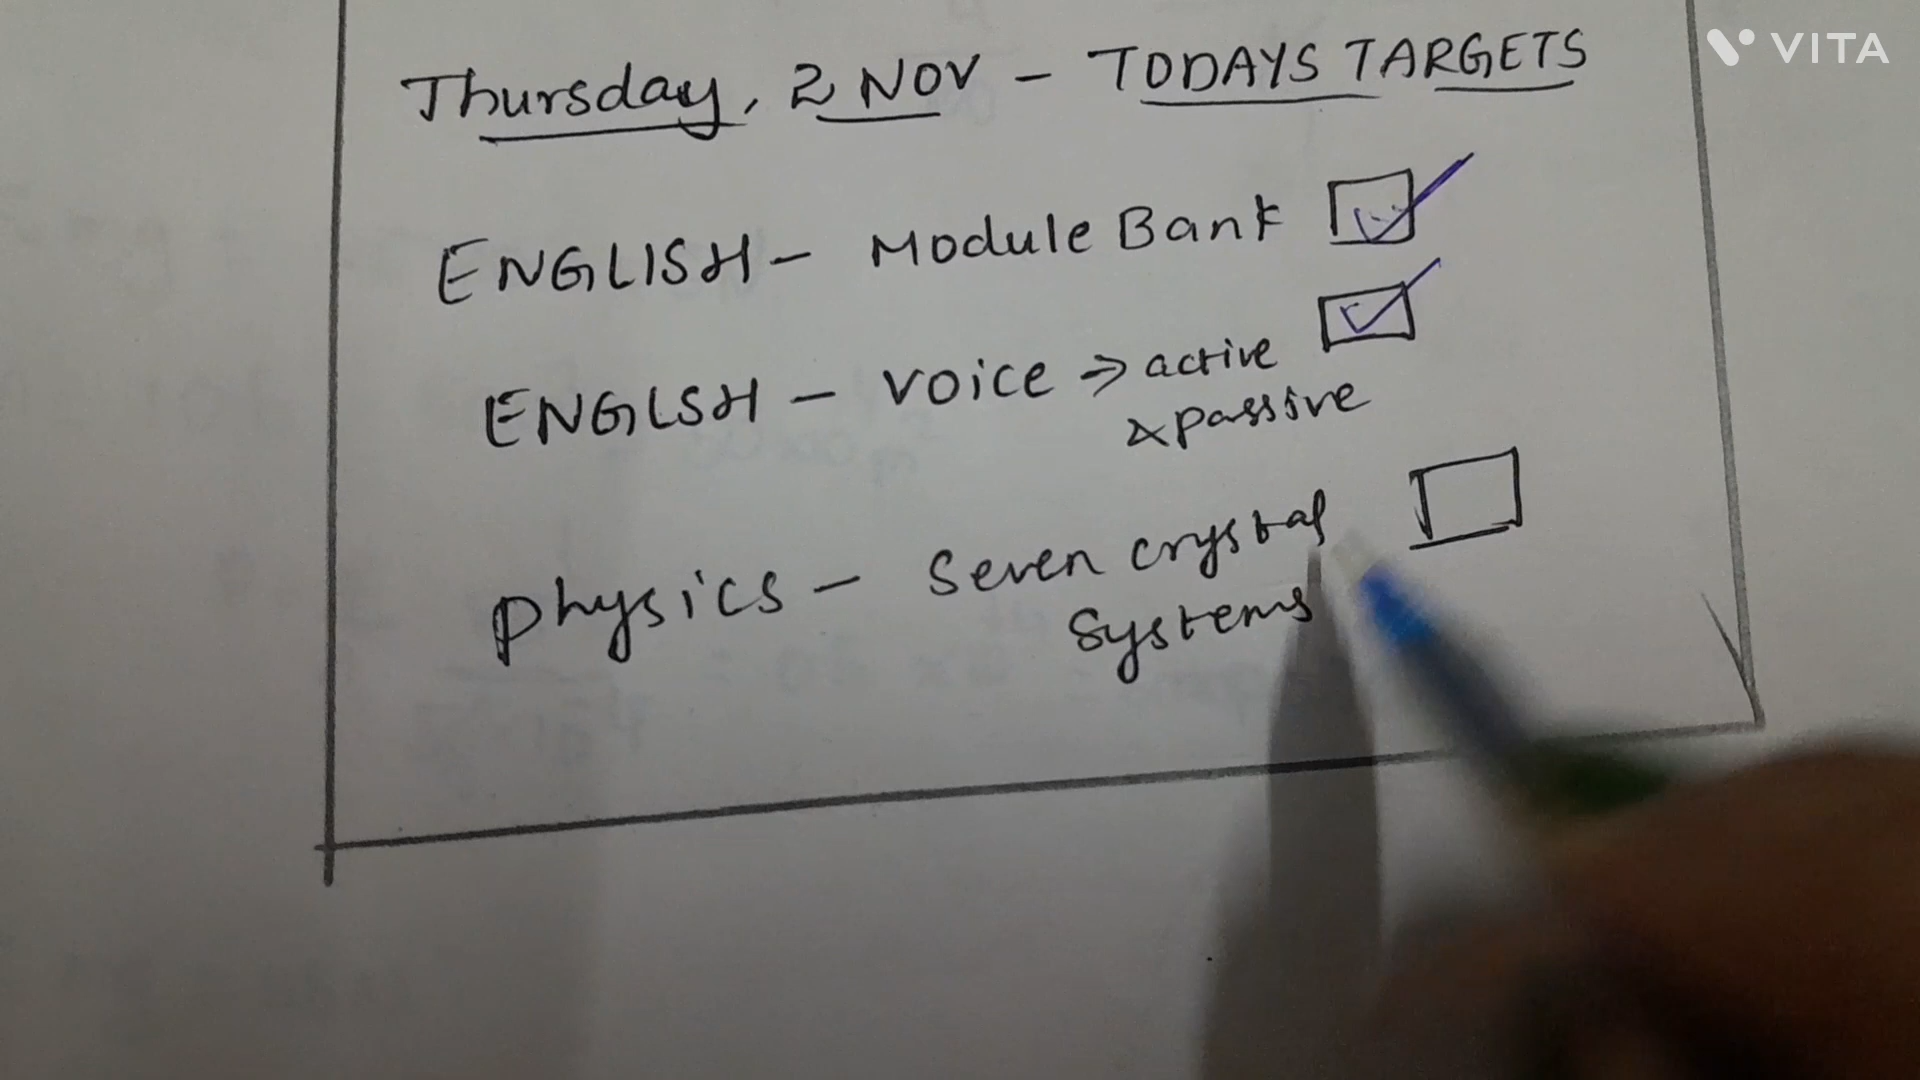 VITA
Thursday, 2 NOV - TODAYS TARGETS
ENGLISH - Module Bank
ENGLSH - voice → active
& passive
physics - Seven crystal
Systems